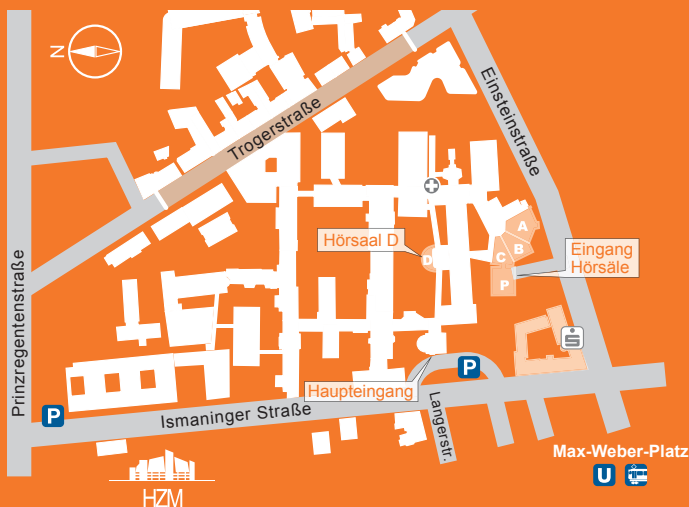 N
Trogerstraße
Einsteinstraße
Prinzregentenstraße
Hörsaal D
D
A
B
C
P
Eingang
Hörsäle
S
P
Haupteingang
P
Ismaninger Straße
Langerstr.
Max-Weber-Platz
U
HZM